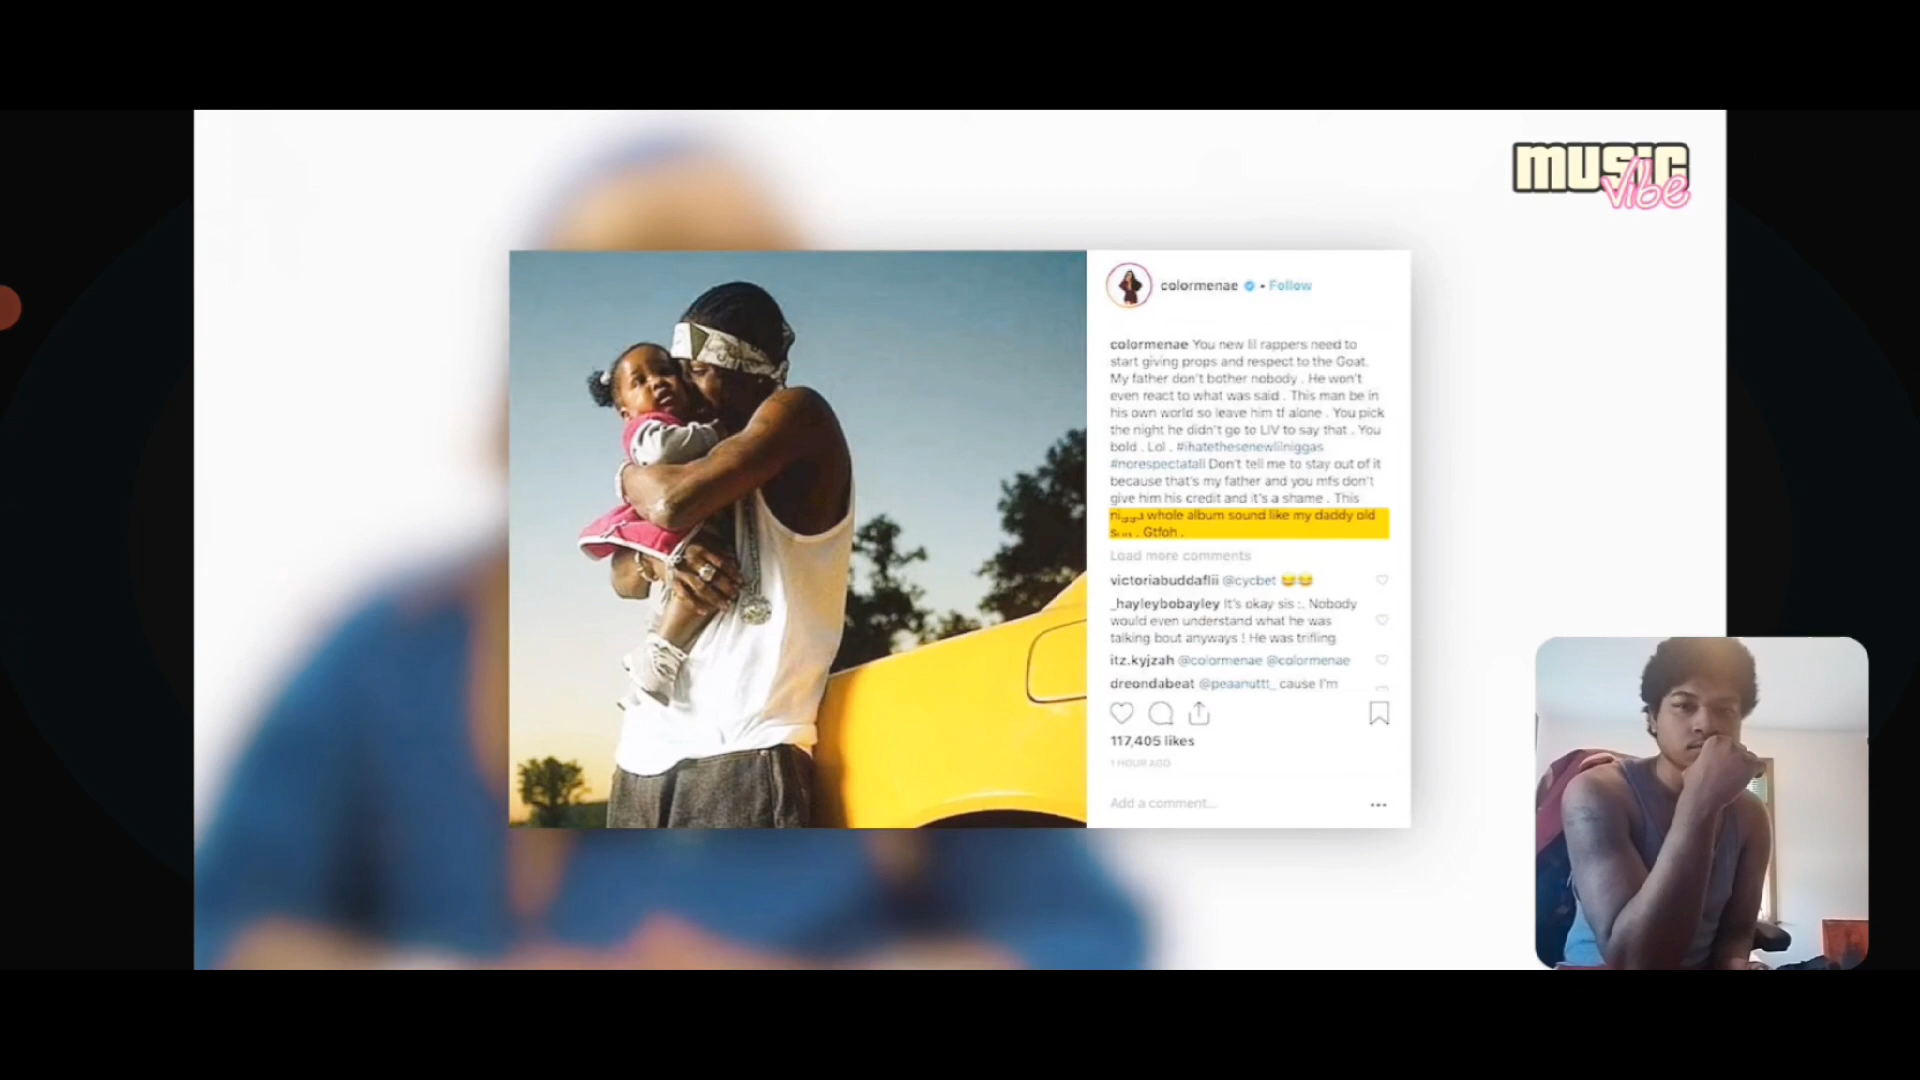 MUSIC
Vibe
colormenae • Follow
colormenae You new lil rappers need to
start giving props and respect to the Goat.
My father don't bother nobody . He won't
even react to what was said . This man be in
his own world so leave him tf alone . You pick
the night he didn't go to LIV to say that . You
bold . Lol . #ihatethesenewlilniggas
#norespectatall Don't tell me to stay out of it
because that's my father and you mfs don't
give him his credit and it's a shame . This
whole album sound like my daddy old
. Gtfoh .
Load more comments
victoriabuddaflii @cycbet 😂😂
_hayleybobayley It's okay sis :. Nobody
would even understand what he was
talking bout anyways ! He was trifling
itz.kyjzah @colormenae @colormenae
dreondabeat @peaanuttt_ cause I'm
117,405 likes
1 HOUR AGO
Add a comment...